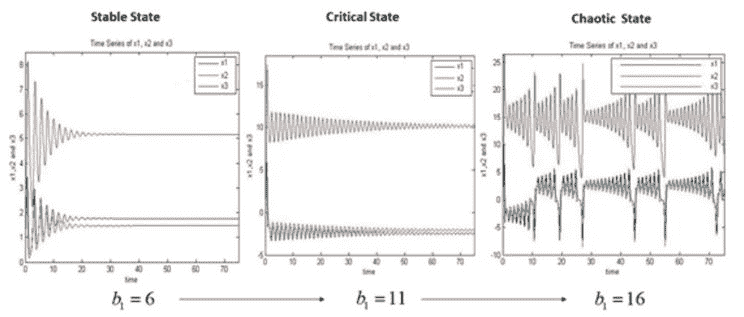 Stable State
Critical State
Chaotic State
Time Series of x1, x2 and x3
Time Series of x1, x2 and x3
Time Series of x1, x2 and x3
x1
x2
x3
x1
x2
x3
x1
x2
x3
8
7
6
5
4
3
2
1
0
15
10
5
0
-5
25
20
15
10
5
0
-5
-10
x1,x2 and x3
x1,x2 and x3
x1,x2 and x3
0 10 20 30 40 50 60 70
0 10 20 30 40 50 60 70
0 10 20 30 40 50 60 70
time
time
time
b₁ = 6
b₁ = 11
b₁ = 16